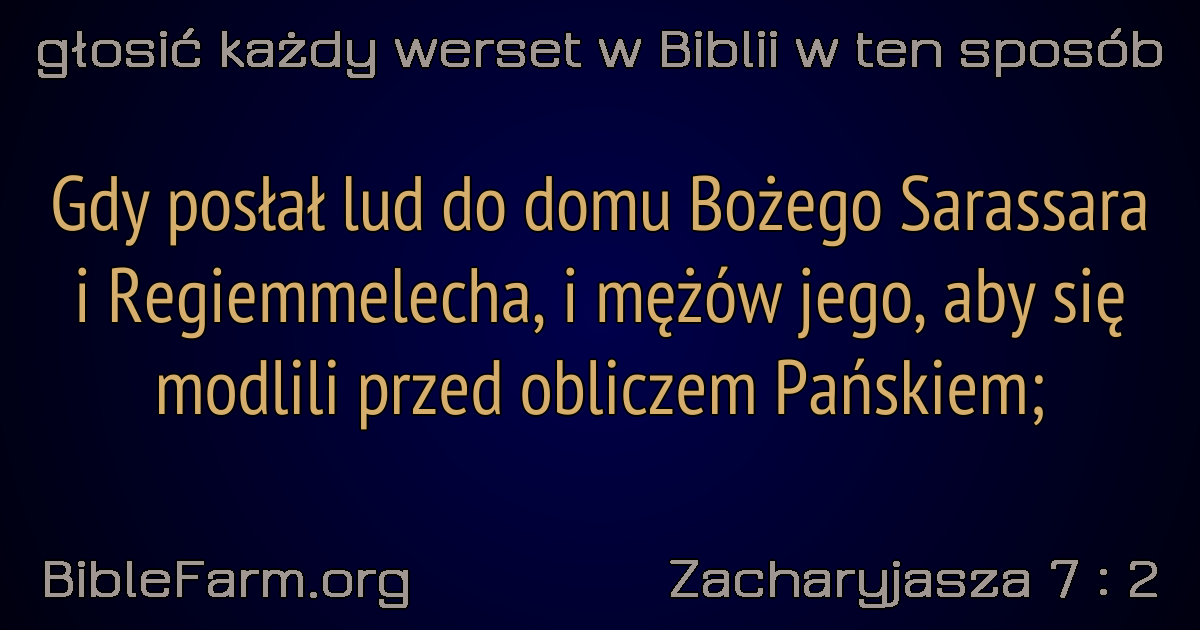 głosić każdy werset w Biblii w ten sposób
Gdy posłał lud do domu Bożego Sarassara
i Regiemmelecha, i mężów jego, aby się
modlili przed obliczem Pańskiem;
BibleFarm.org
Zacharyjasza 7 : 2